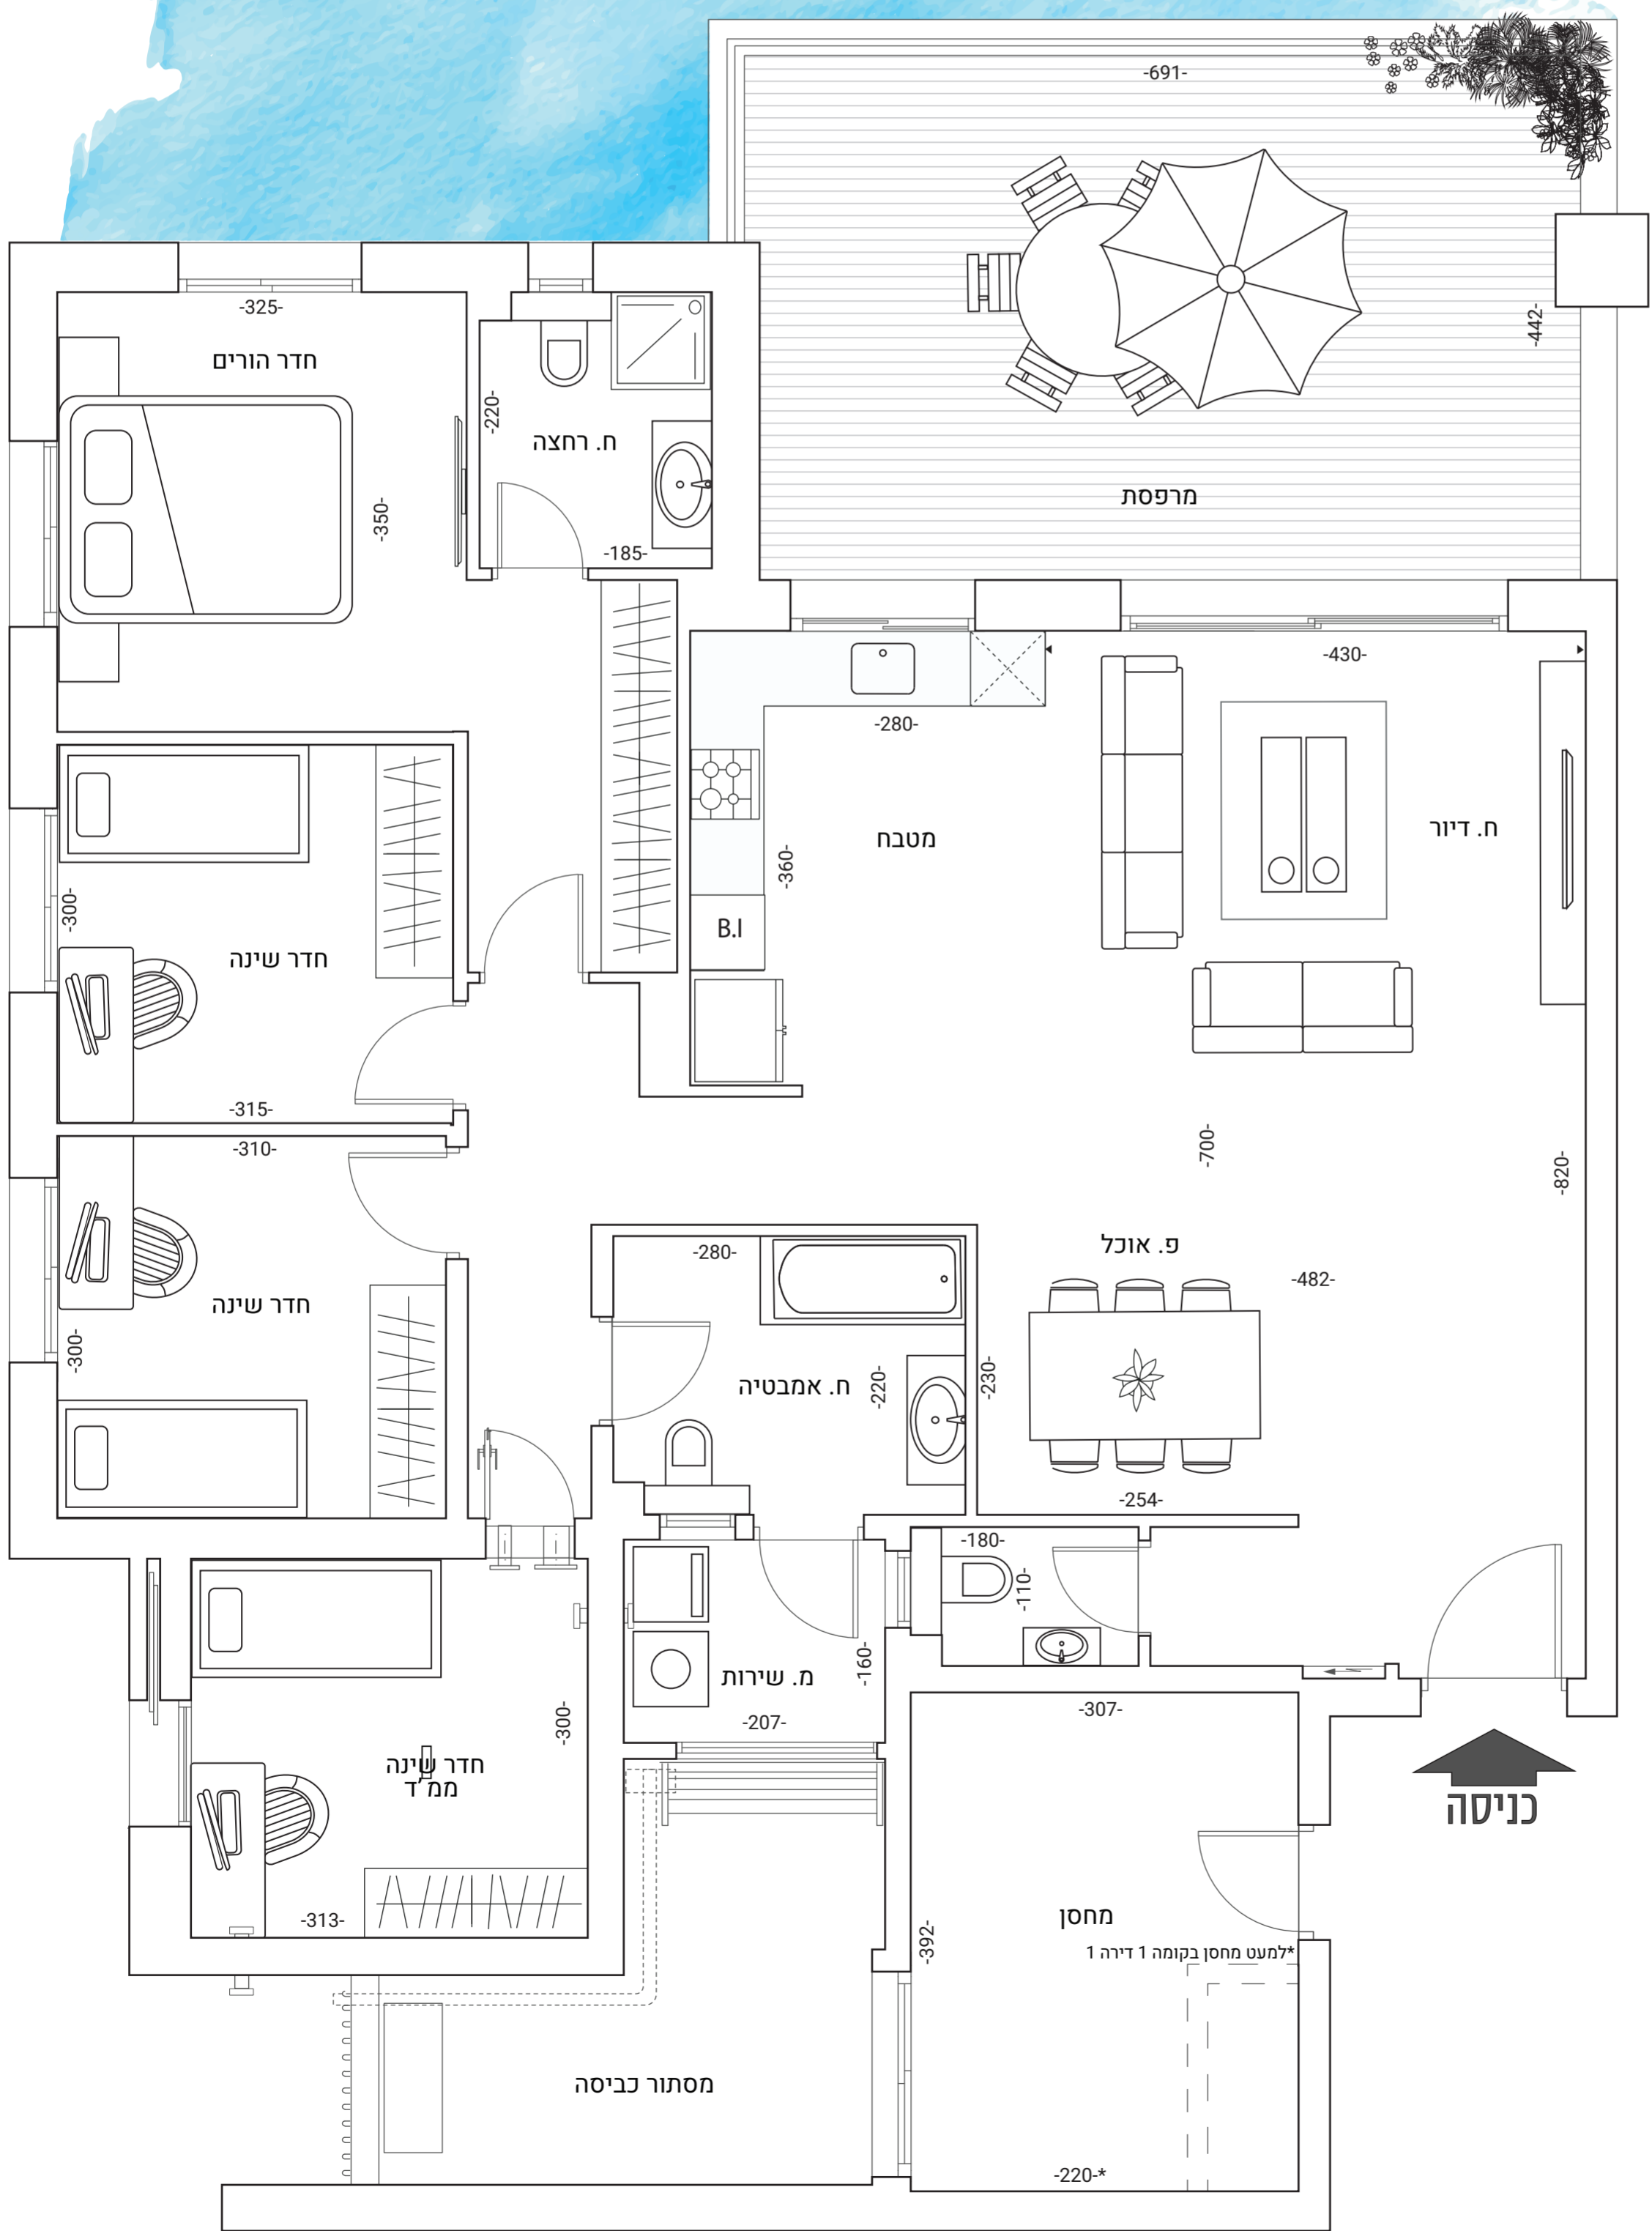 -691-
-442-
מרפסת
-325-
חדר הורים
-350-
-220-
ח. רחצה
-185-
-430-
-280-
ח. דיור
מטבח
-360-
B.I
-300-
חדר שינה
-315-
-310-
חדר שינה
-300-
-700-
-820-
פ. אוכל
-482-
-280-
ח. אמבטיה
-220-
-230-
-254-
-180-
-110-
מ. שירות
-160-
-207-
-300-
חדר שינה
ממ'ד
-313-
-307-
כניסה
מחסן
*למעט מחסן בקומה 1 דירה 1
-392-
מסתור כביסה
-220-*